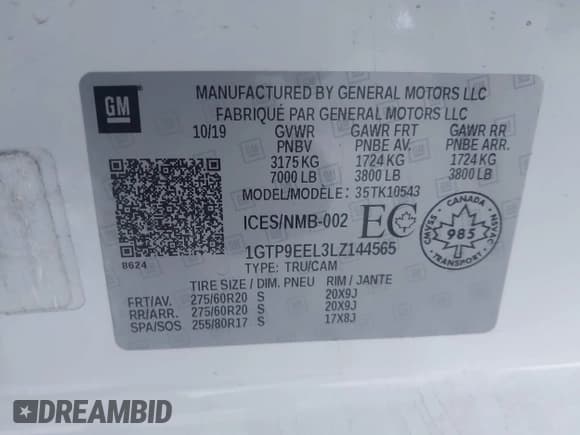 GM
MANUFACTURED BY GENERAL MOTORS LLC
FABRIQUÉ PAR GENERAL MOTORS LLC
10/19 GVWR GAWR FRT GAWR RR
PNBV PNBE AV. PNBE ARR.
3175 KG 1724 KG 1724 KG
7000 LB 3800 LB 3800 LB
MODEL/MODÈLE: 35TK10543
ICES/NMB-002 EC
CANADA
CMVSS 985 NSVAC
TRANSPORT
8624
1GTP9EEL3LZ144565
TYPE: TRU/CAM
TIRE SIZE / DIM. PNEU RIM / JANTE
FRT/AV. 275/60R20 S 20X9J
RR/ARR. 275/60R20 S 20X9J
SPA/SOS 255/80R17 S 17X8J
DREAMBID